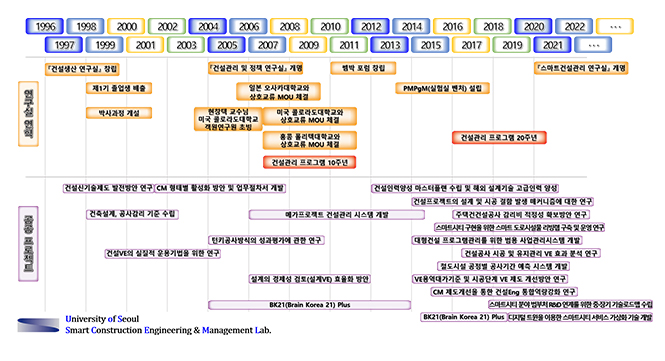 1996 1998 2000 2002 2004 2006 2008 2010 2012 2014 2016 2018 2020 2022 ...
1997 1999 2001 2003 2005 2007 2009 2011 2013 2015 2017 2019 2021 ...
『건설생산 연구실』 창립
『건설관리 및 정책 연구실』 개명
쎔박 포럼 창립
『스마트건설관리 연구실』 개명
제1기 졸업생 배출
일본 오사카대학교와
상호교류 MOU 체결
PMPgM(실험실 벤처) 설립
박사과정 개설
현창택 교수님
미국 콜로라도대학교
객원연구원 초빙
미국 콜로라도대학교와
상호교류 MOU 체결
홍콩 폴리텍대학교와
상호교류 MOU 체결
건설관리 프로그램 20주년
건설관리 프로그램 10주년
건설신기술제도 발전방안 연구
CM 형태별 활성화 방안 및 업무절차서 개발
건설인력양성 마스터플랜 수립 및 해외 설계기술 고급인력 양성
건설프로젝트의 설계 및 시공 결함 발생 메커니즘에 대한 연구
건축설계, 공사감리 기준 수립
메가프로젝트 건설관리 시스템 개발
주택건설공사 감리비 적정성 확보방안 연구
스마트시티 구현을 위한 스마트 도로시설물 리빙랩 구축 및 운영 연구
턴키공사방식의 성과평가에 관한 연구
대형건설 프로그램관리를 위한 범용 사업관리시스템 개발
건설VE의 실질적 운용기법을 위한 연구
건설공사 시공 및 유지관리 VE 효과 분석 연구
철도시설 공정별 공사기간 예측 시스템 개발
설계의 경제성 검토(설계VE) 효율화 방안
VE용역대가기준 및 시공단계 VE 제도 개선방안 연구
CM 제도개선을 통한 건설Eng 통합역량강화 연구
BK21(Brain Korea 21) Plus
스마트시티 분야 범부처 R&D 연계를 위한 중·장기 기술로드맵 수립
BK21(Brain Korea 21) Plus
디지털 트윈을 이용한 스마트시티 서비스 가상화 기술 개발
University of Seoul
Smart Construction Engineering & Management Lab.